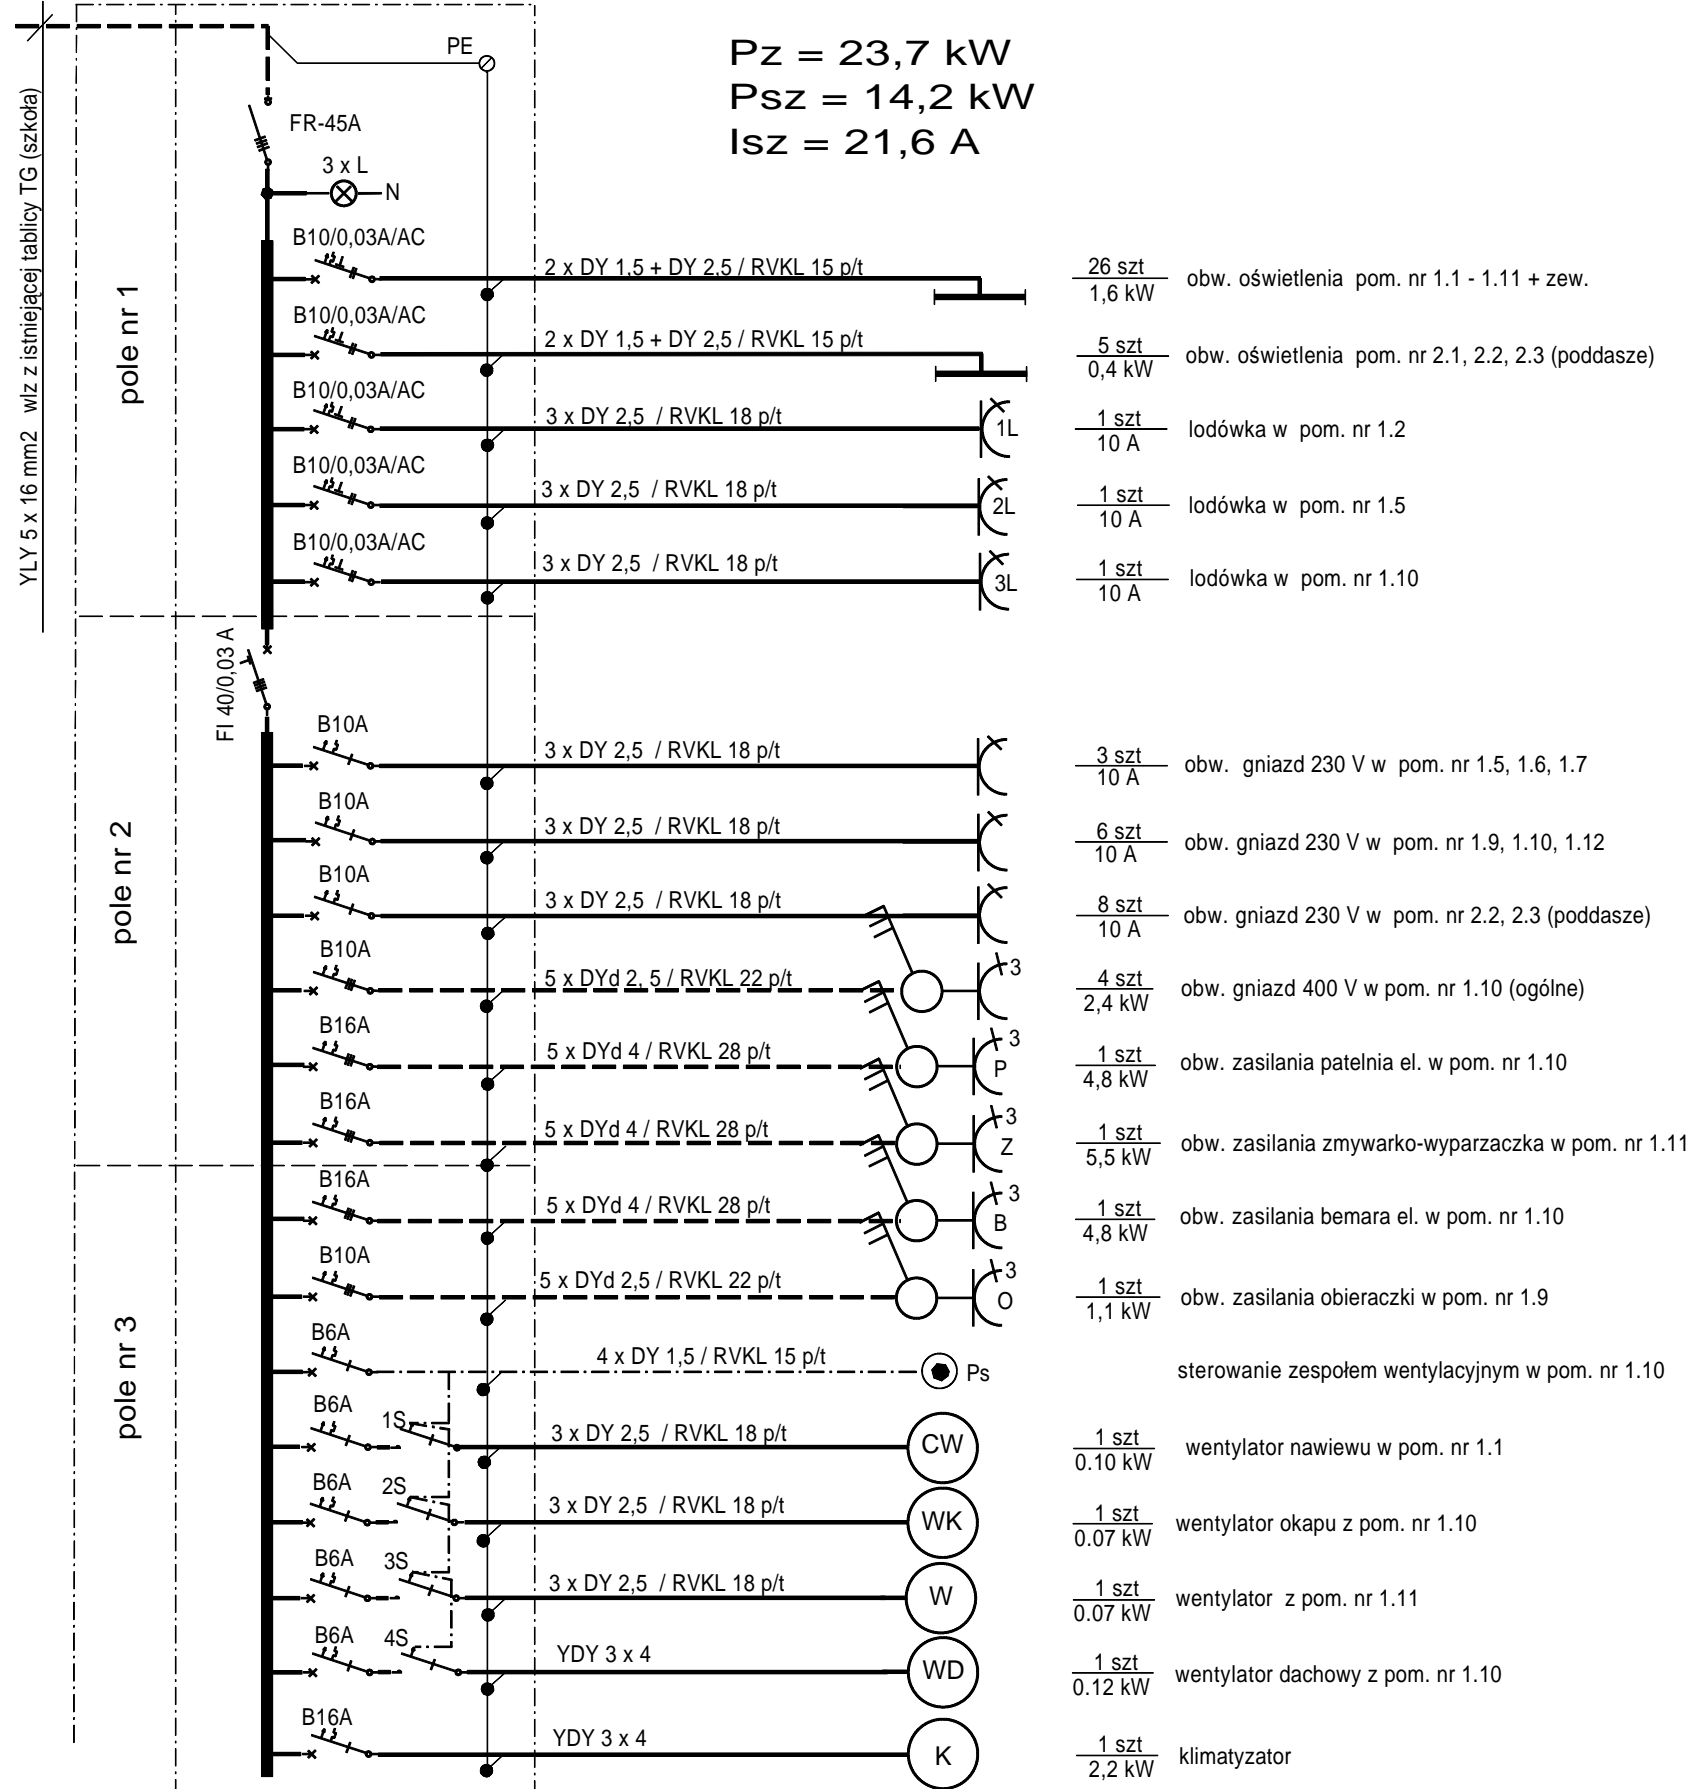 YLY 5 x 16 mm2 wlz z istniejącej tablicy TG (szkoła)
PE
Pz = 23,7 kW
Psz = 14,2 kW
Isz = 21,6 A
FR-45A
3 x L
N
pole nr 1
B10/0,03A/AC
2 x DY 1,5 + DY 2,5 / RVKL 15 p/t
26 szt
1,6 kW
obw. oświetlenia pom. nr 1.1 - 1.11 + zew.
B10/0,03A/AC
2 x DY 1,5 + DY 2,5 / RVKL 15 p/t
5 szt
0,4 kW
obw. oświetlenia pom. nr 2.1, 2.2, 2.3 (poddasze)
B10/0,03A/AC
3 x DY 2,5 / RVKL 18 p/t
1L
1 szt
10 A
lodówka w pom. nr 1.2
B10/0,03A/AC
3 x DY 2,5 / RVKL 18 p/t
2L
1 szt
10 A
lodówka w pom. nr 1.5
B10/0,03A/AC
3 x DY 2,5 / RVKL 18 p/t
3L
1 szt
10 A
lodówka w pom. nr 1.10
FI 40/0,03 A
pole nr 2
B10A
3 x DY 2,5 / RVKL 18 p/t
3 szt
10 A
obw. gniazd 230 V w pom. nr 1.5, 1.6, 1.7
B10A
3 x DY 2,5 / RVKL 18 p/t
6 szt
10 A
obw. gniazd 230 V w pom. nr 1.9, 1.10, 1.12
B10A
3 x DY 2,5 / RVKL 18 p/t
8 szt
10 A
obw. gniazd 230 V w pom. nr 2.2, 2.3 (poddasze)
B10A
5 x DYd 2, 5 / RVKL 22 p/t
3
4 szt
2,4 kW
obw. gniazd 400 V w pom. nr 1.10 (ogólne)
B16A
5 x DYd 4 / RVKL 28 p/t
3
P
1 szt
4,8 kW
obw. zasilania patelnia el. w pom. nr 1.10
B16A
5 x DYd 4 / RVKL 28 p/t
3
Z
1 szt
5,5 kW
obw. zasilania zmywarko-wyparzaczka w pom. nr 1.11
pole nr 3
B16A
5 x DYd 4 / RVKL 28 p/t
3
B
1 szt
4,8 kW
obw. zasilania bemara el. w pom. nr 1.10
B10A
5 x DYd 2,5 / RVKL 22 p/t
3
O
1 szt
1,1 kW
obw. zasilania obieraczki w pom. nr 1.9
B6A
4 x DY 1,5 / RVKL 15 p/t
Ps
sterowanie zespołem wentylacyjnym w pom. nr 1.10
B6A
1S
3 x DY 2,5 / RVKL 18 p/t
CW
1 szt
0.10 kW
wentylator nawiewu w pom. nr 1.1
B6A
2S
3 x DY 2,5 / RVKL 18 p/t
WK
1 szt
0.07 kW
wentylator okapu z pom. nr 1.10
B6A
3S
3 x DY 2,5 / RVKL 18 p/t
W
1 szt
0.07 kW
wentylator z pom. nr 1.11
B6A
4S
YDY 3 x 4
WD
1 szt
0.12 kW
wentylator dachowy z pom. nr 1.10
B16A
YDY 3 x 4
K
1 szt
2,2 kW
klimatyzator